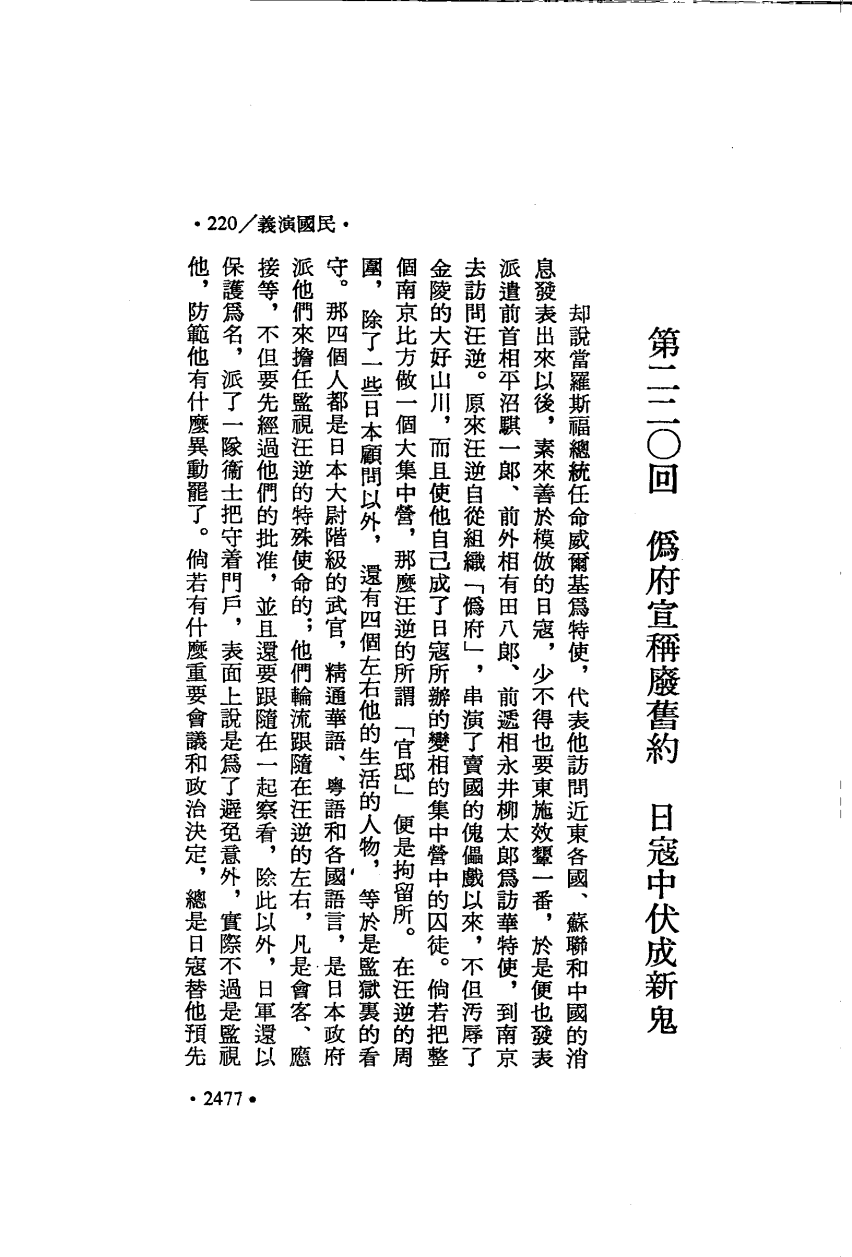 ·220／義演國民·
第二二〇回　僞府宣稱廢舊約　日寇中伏成新鬼
却說當羅斯福總統任命威爾基爲特使，代表他訪問近東各國、蘇聯和中國的消
息發表出來以後，素來善於模倣的日寇，少不得也要東施效顰一番，於是便也發表
派遣前首相平沼騏一郎、前外相有田八郎、前遞相永井柳太郎爲訪華特使，到南京
去訪問汪逆。原來汪逆自從組織「僞府」，串演了賣國的傀儡戲以來，不但汚辱了
金陵的大好山川，而且使他自己成了日寇所辦的變相的集中營中的囚徒。倘若把整
個南京比方做一個大集中營，那麼汪逆的所謂「官邸」便是拘留所。在汪逆的周
圍，除了一些日本顧問以外，還有四個左右他的生活的人物，等於是監獄裏的看
守。那四個人都是日本大尉階級的武官，精通華語、粵語和各國語言，是日本政府
派他們來擔任監視汪逆的特殊使命的；他們輪流跟隨在汪逆的左右，凡是會客、應
接等，不但要先經過他們的批准，並且還要跟隨在一起察看，除此以外，日軍還以
保護爲名，派了一隊衞士把守着門戶，表面上說是爲了避免意外，實際不過是監視
他，防範他有什麼異動罷了。倘若有什麼重要會議和政治決定，總是日寇替他預先
·2477·